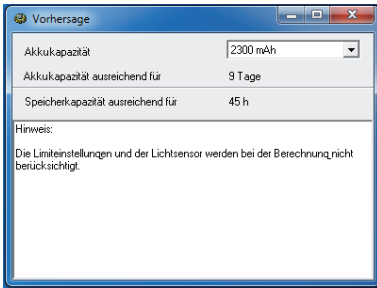 Vorhersage
Akkukapazität 2300 mAh
Akkukapazität ausreichend für 9 Tage
Speicherkapazität ausreichend für 45 h
Hinweis:
Die Limiteinstellungen und der Lichtsensor werden bei der Berechnung nicht
berücksichtigt.